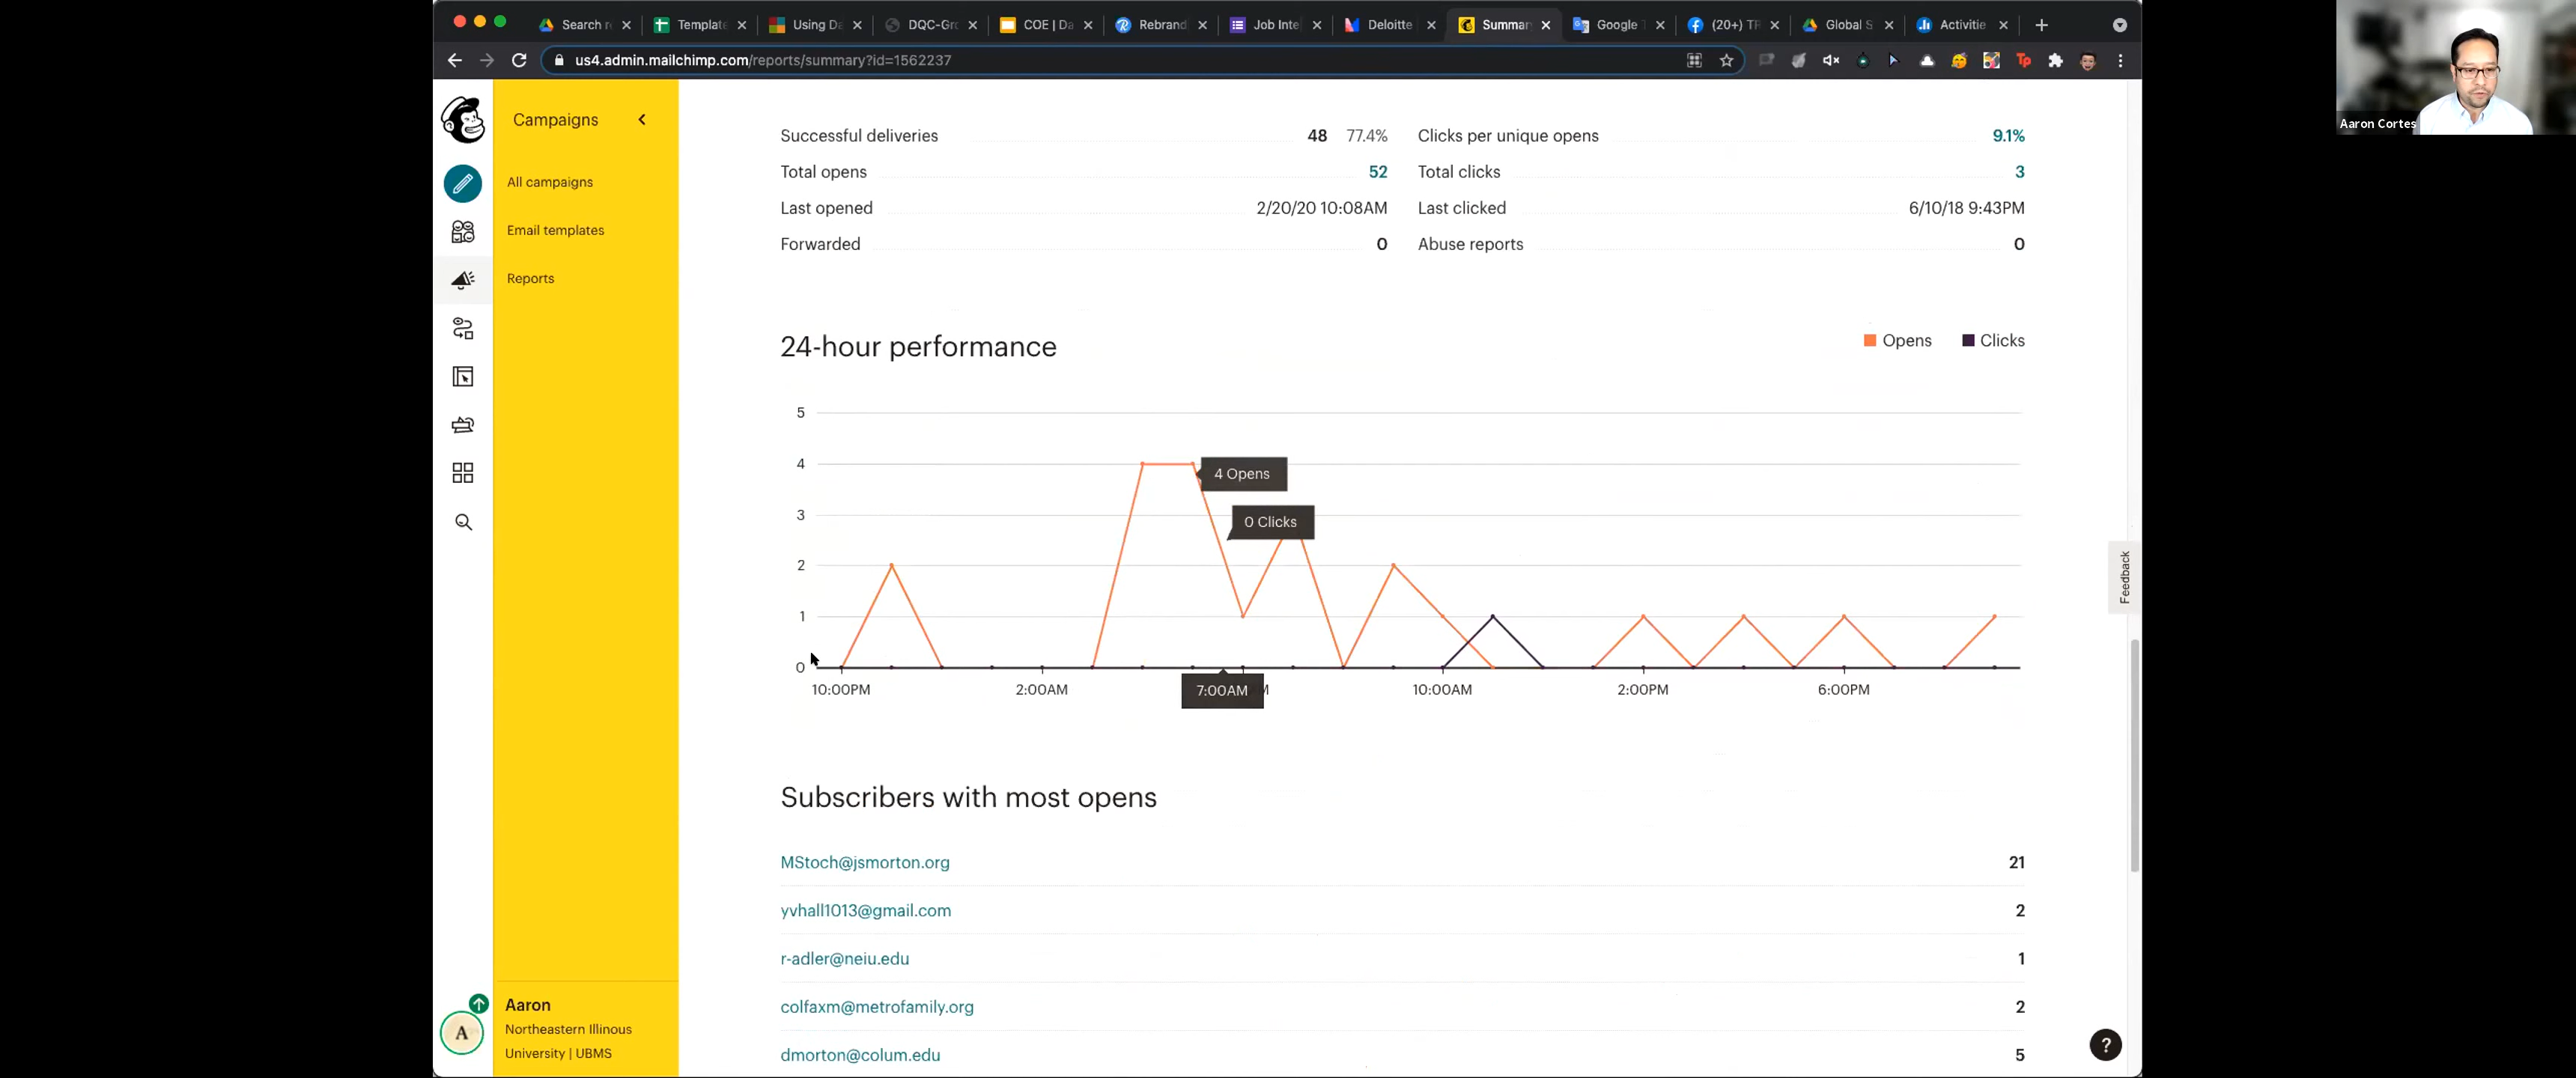 Search r
Template
Using Da
DQC-Gro
COE | Da
Rebrand
Job Inte
Deloitte
Summar
Google T
(20+) TR
Global S
Activitie
us4.admin.mailchimp.com/reports/summary?id=1562237
Aaron Cortes
Campaigns
All campaigns
Email templates
Reports
Successful deliveries 48 77.4% Clicks per unique opens 9.1%
Total opens 52 Total clicks 3
Last opened 2/20/20 10:08AM Last clicked 6/10/18 9:43PM
Forwarded 0 Abuse reports 0
24-hour performance
Opens Clicks
5
4
4 Opens
3
0 Clicks
2
1
0
10:00PM 2:00AM 7:00AM 10:00AM 2:00PM 6:00PM
Feedback
Subscribers with most opens
MStoch@jsmorton.org 21
yvhall1013@gmail.com 2
r-adler@neiu.edu 1
colfaxm@metrofamily.org 2
dmorton@colum.edu 5
A
Aaron
Northeastern Illinous
University | UBMS
?